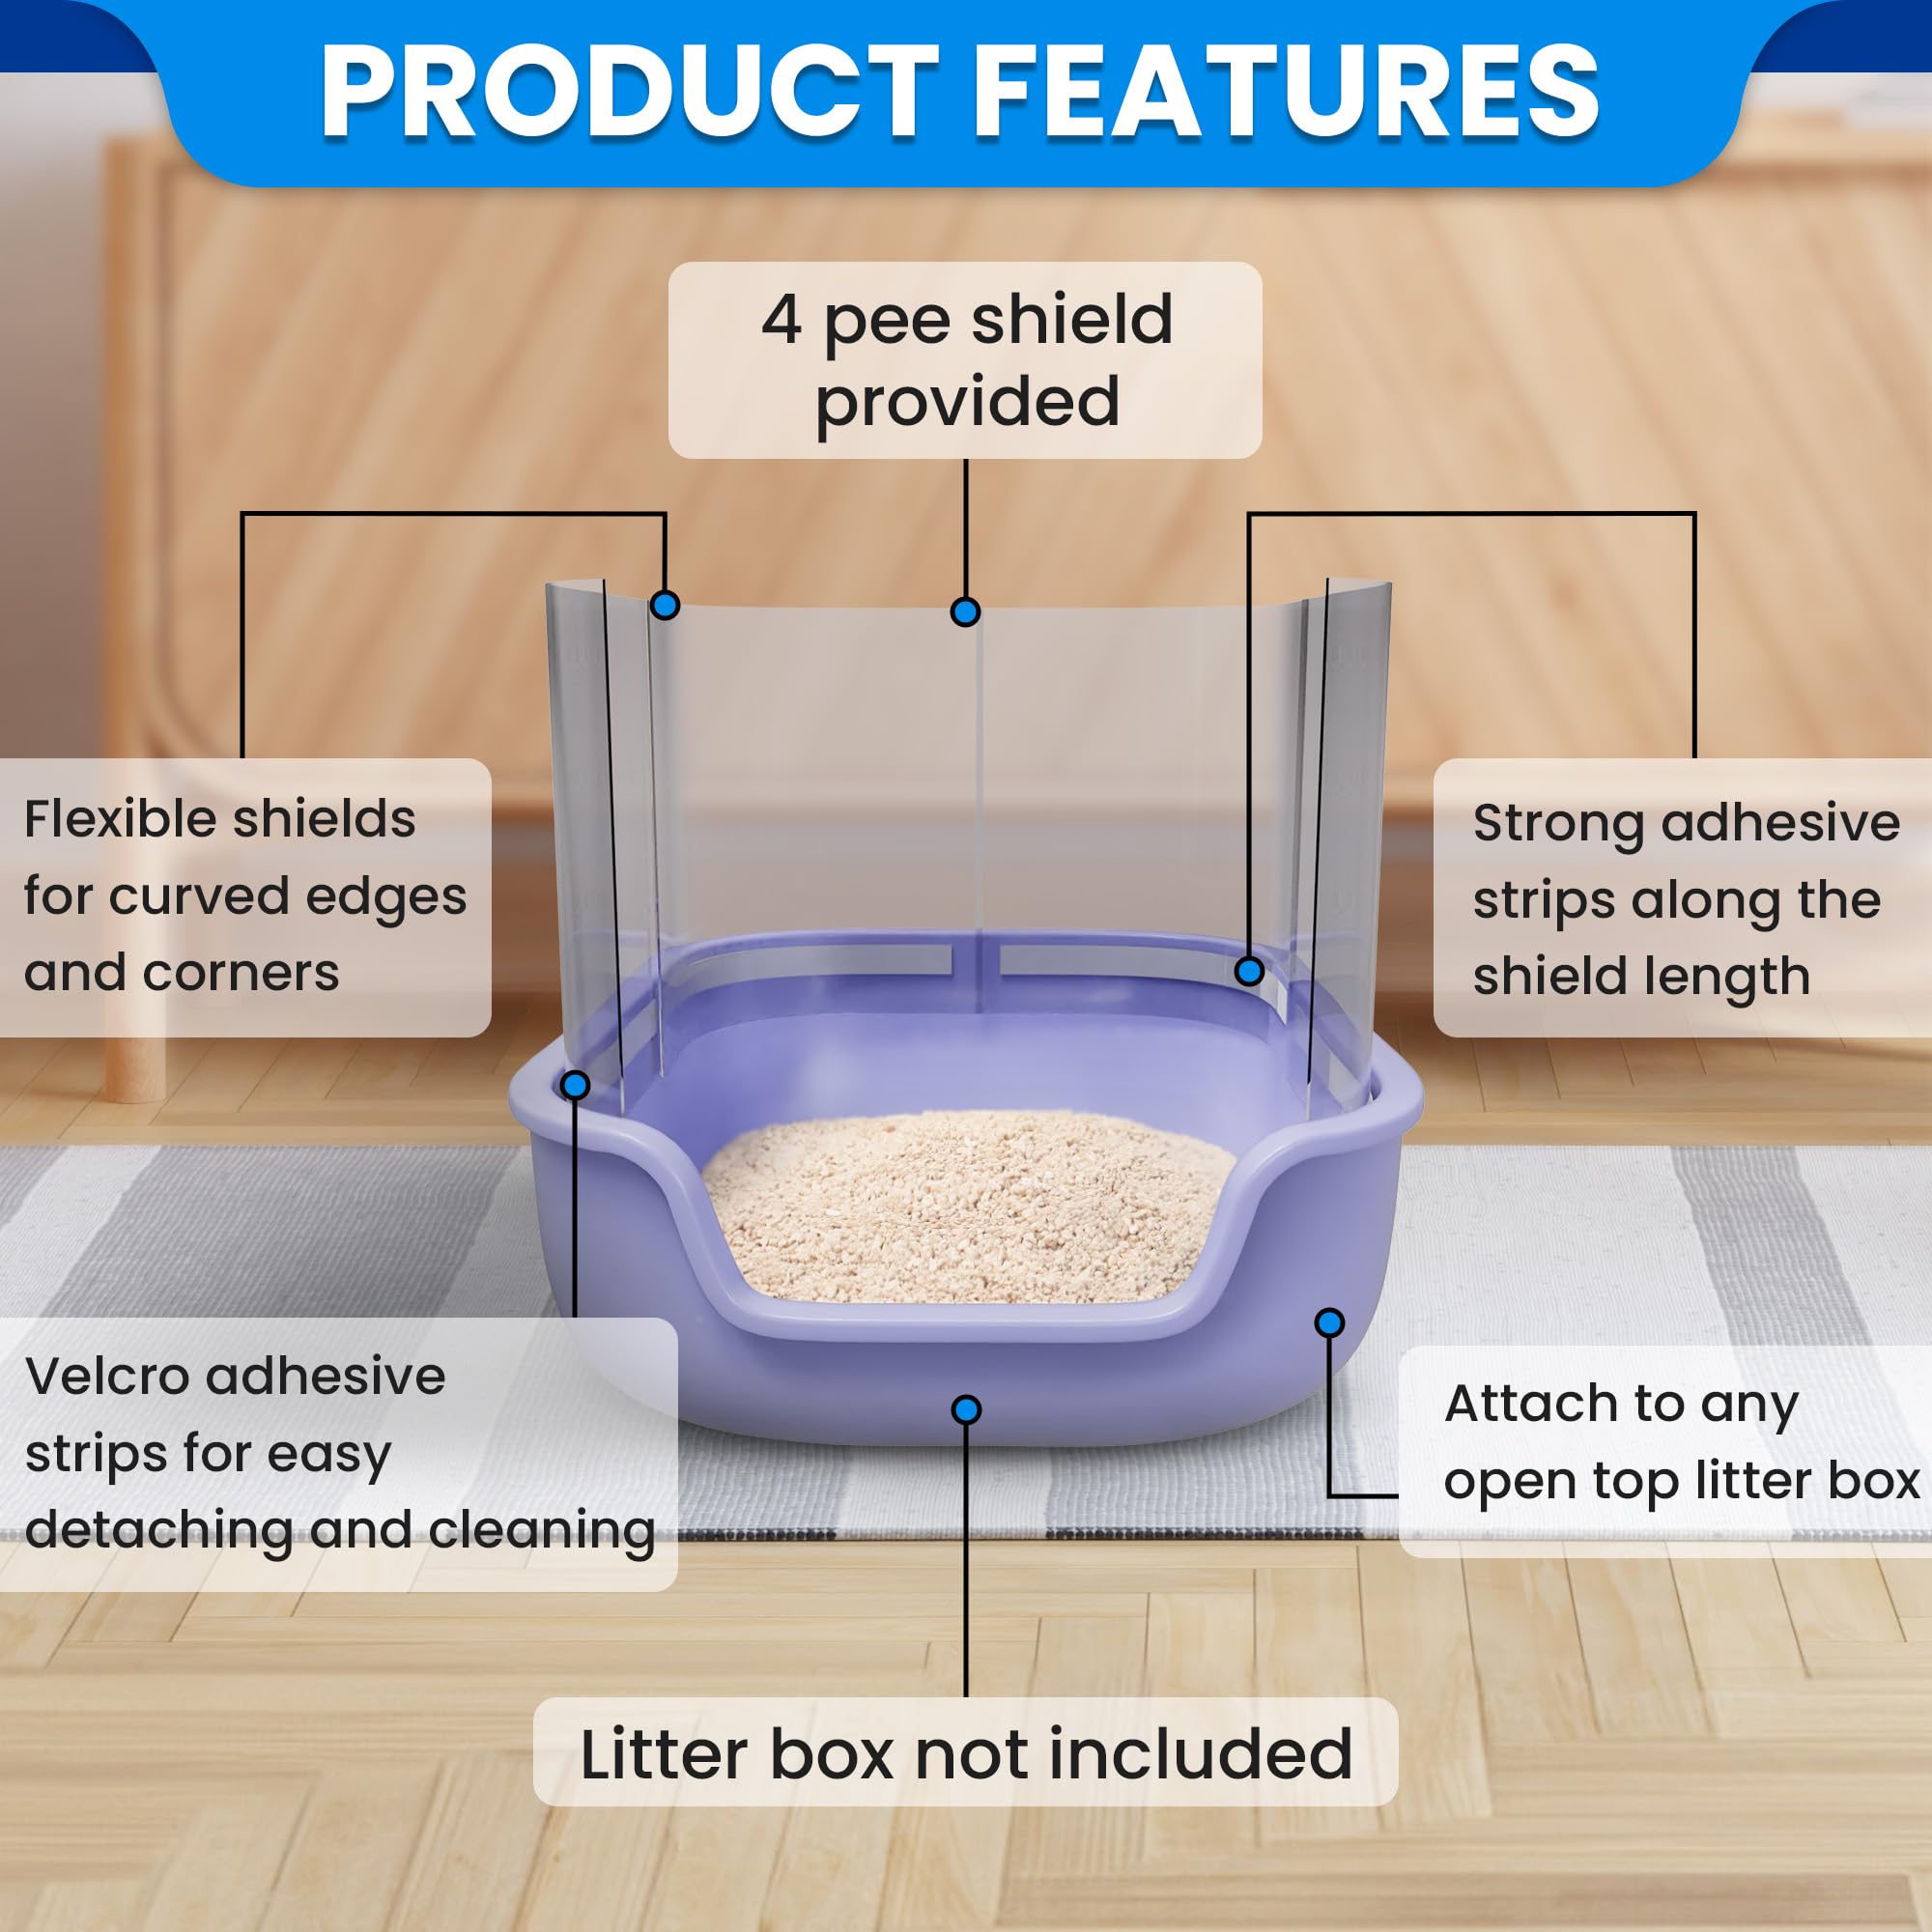 PRODUCT FEATURES
4 pee shield
provided
Flexible shields
for curved edges
and corners
Strong adhesive
strips along the
shield length
Velcro adhesive
strips for easy
detaching and cleaning
Attach to any
open top litter box
Litter box not included